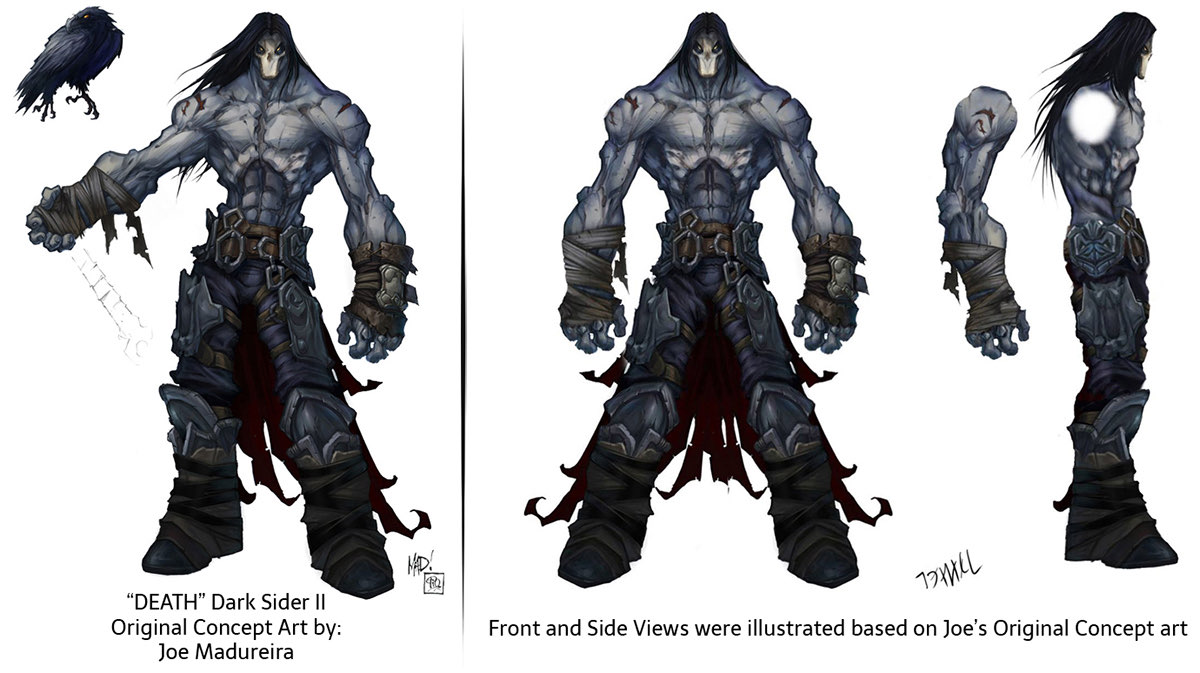 MAD!
“DEATH” Dark Sider II
Original Concept Art by:
Joe Madureira
Front and Side Views were illustrated based on Joe’s Original Concept art